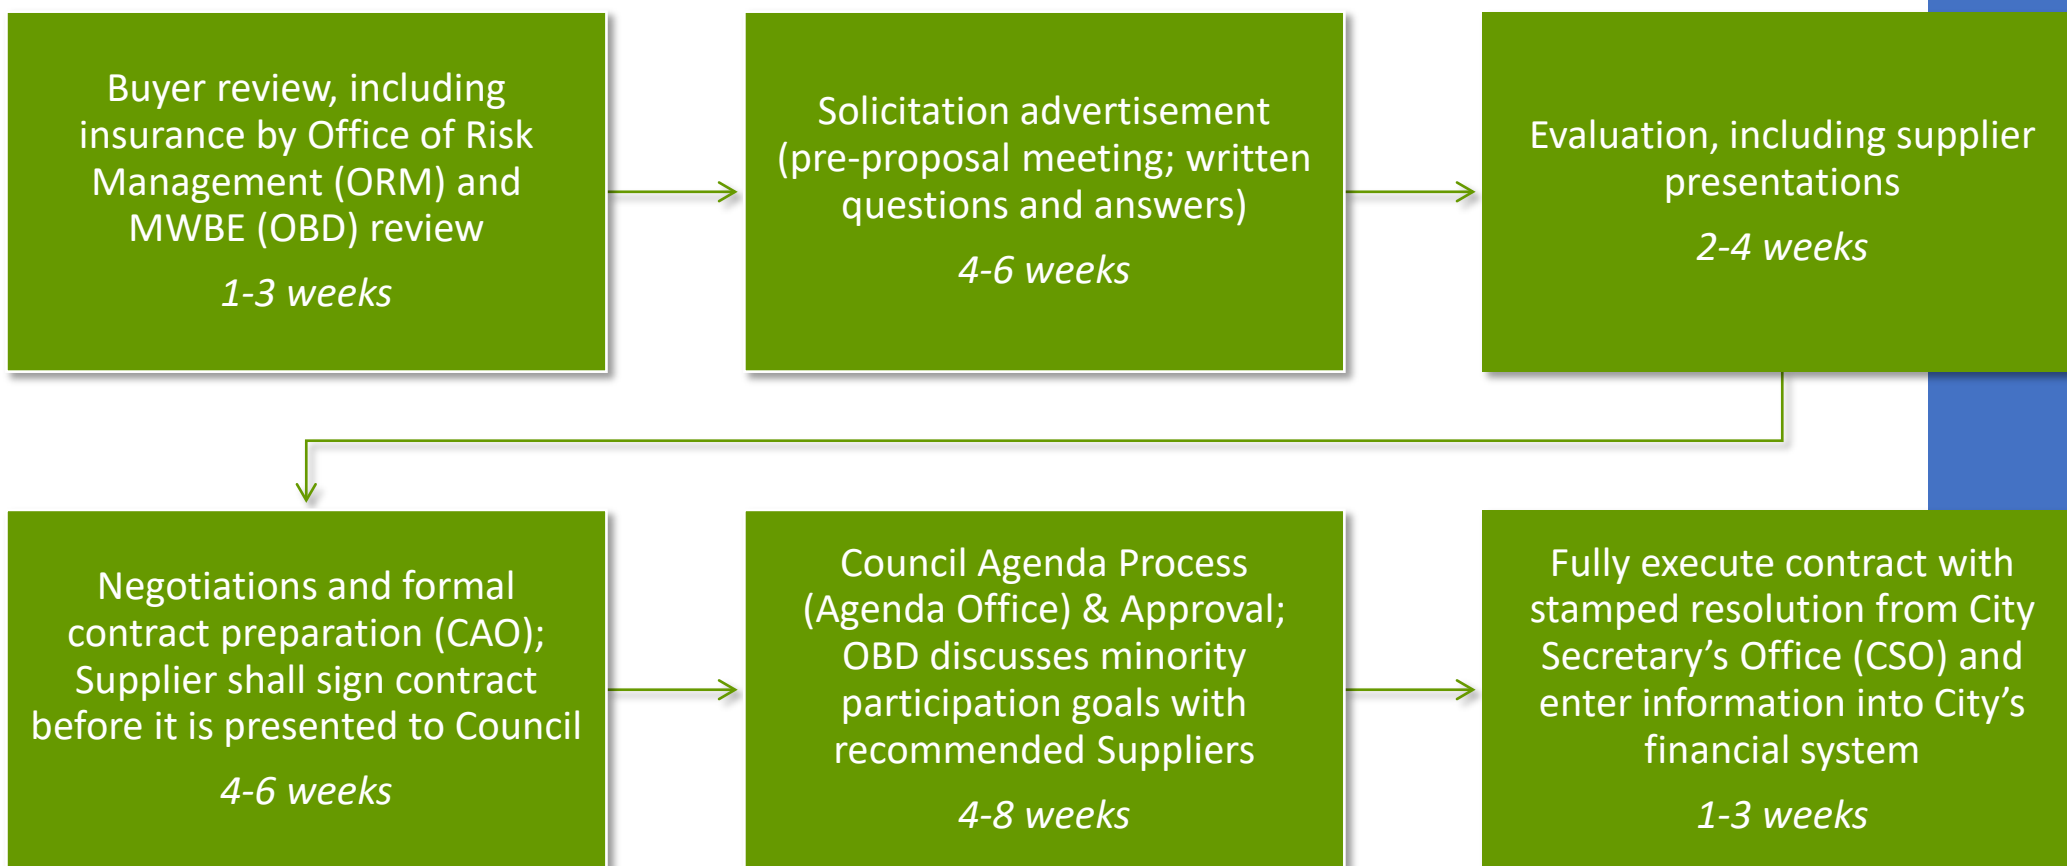 Buyer review, including
insurance by Office of Risk
Management (ORM) and
MWBE (OBD) review
1-3 weeks
Solicitation advertisement
(pre-proposal meeting; written
questions and answers)
4-6 weeks
Evaluation, including supplier
presentations
2-4 weeks
Negotiations and formal
contract preparation (CAO);
Supplier shall sign contract
before it is presented to Council
4-6 weeks
Council Agenda Process
(Agenda Office) & Approval;
OBD discusses minority
participation goals with
recommended Suppliers
4-8 weeks
Fully execute contract with
stamped resolution from City
Secretary’s Office (CSO) and
enter information into City’s
financial system
1-3 weeks